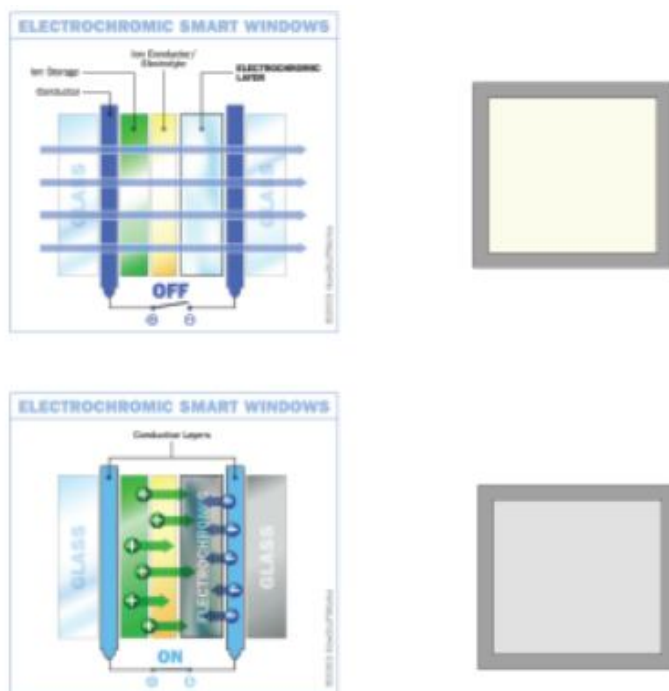 ELECTROCHROMIC SMART WINDOWS
Ion Conductor/
Electrolyte
Ion Storage
ELECTROCHROMIC
LAYER
Conductor
GLASS
GLASS
OFF
ELECTROCHROMIC SMART WINDOWS
Conductor Layers
GLASS
ELECTROCHROMIC
GLASS
ON